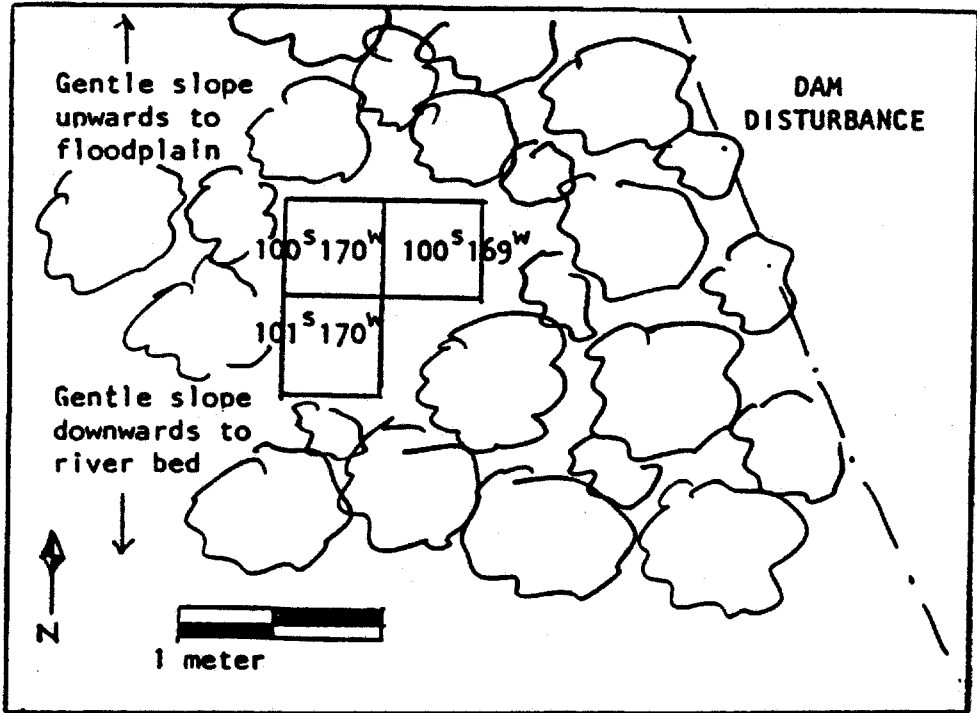 Gentle slope
upwards to
floodplain
DAM
DISTURBANCE
100ˢ170ʷ
100ˢ169ʷ
101ˢ170ʷ
Gentle slope
downwards to
river bed
N
1 meter